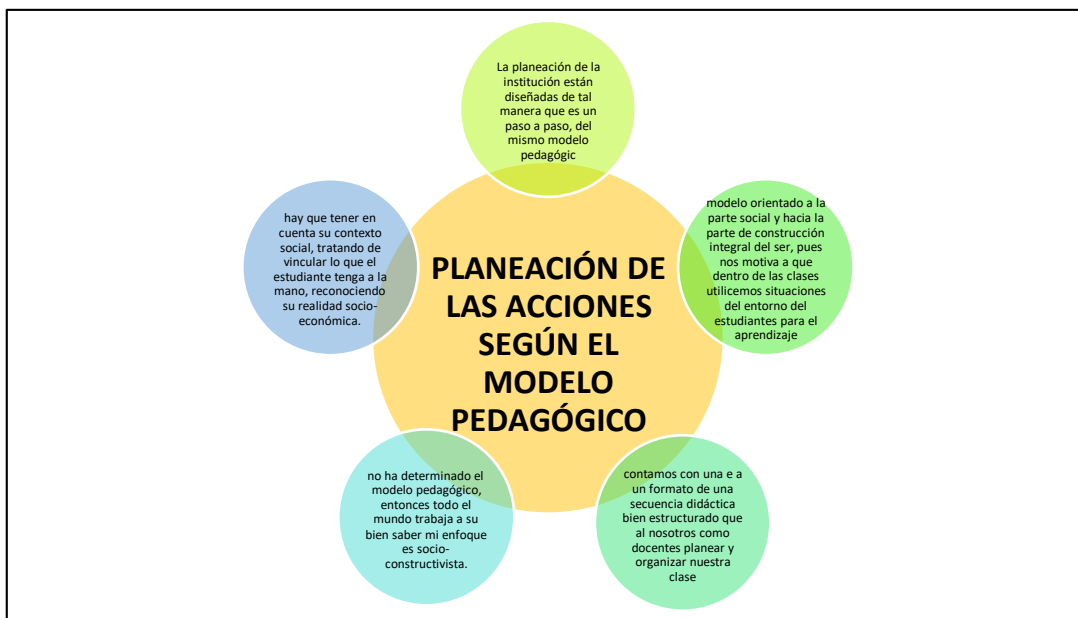 La planeación de la
institución están
diseñadas de tal
manera que es un
paso a paso, del
mismo modelo
pedagógic
modelo orientado a la
parte social y hacia la
parte de construcción
integral del ser, pues
nos motiva a que
dentro de las clases
utilicemos situaciones
del entorno del
estudiantes para el
aprendizaje
contamos con una e a
un formato de una
secuencia didáctica
bien estructurado que
al nosotros como
docentes planear y
organizar nuestra
clase
no ha determinado el
modelo pedagógico,
entonces todo el
mundo trabaja a su
bien saber mi enfoque
es socio-
constructivista.
hay que tener en
cuenta su contexto
social, tratando de
vincular lo que el
estudiante tenga a la
mano, reconociendo
su realidad socio-
económica.
PLANEACIÓN DE
LAS ACCIONES
SEGÚN EL
MODELO
PEDAGÓGICO